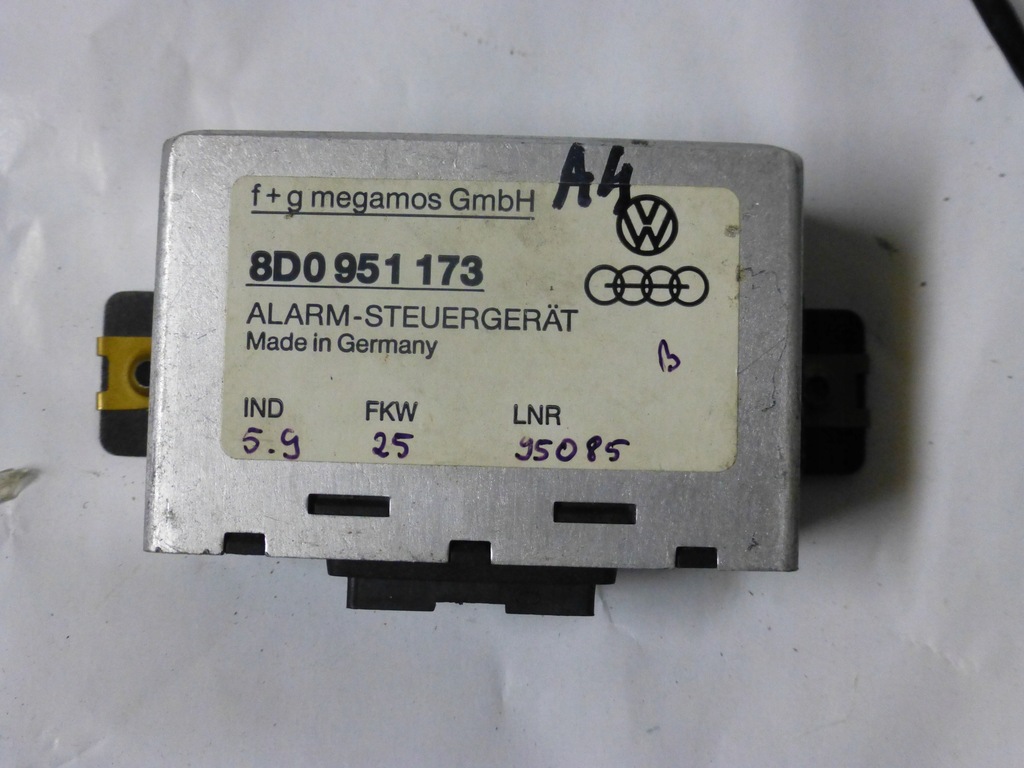 f + g megamos GmbH A4
8D0 951 173
ALARM-STEUERGERÄT
Made in Germany
B
IND FKW LNR
5.9 25 95085